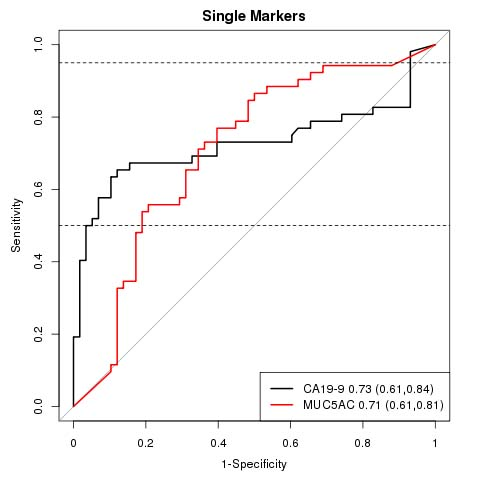 Single Markers
1.0
0.8
0.6
0.4
0.2
0.0
Sensitivity
CA19-9 0.73 (0.61,0.84)
MUC5AC 0.71 (0.61,0.81)
0
0.2
0.4
0.6
0.8
1
1-Specificity